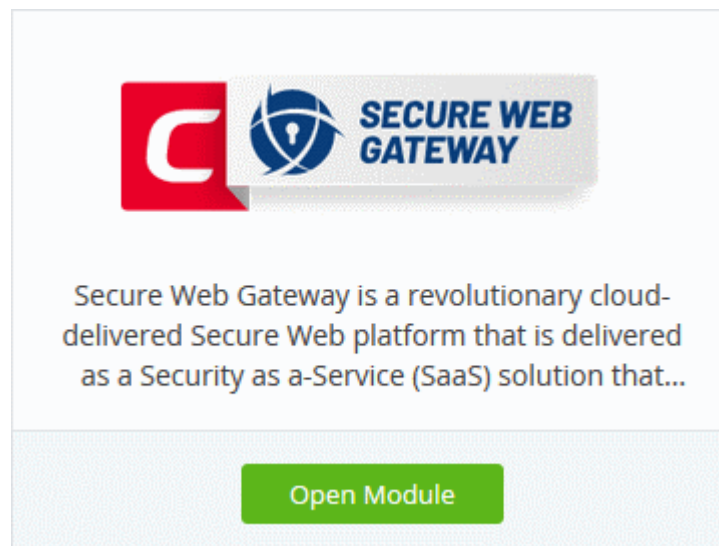 C
SECURE WEB
GATEWAY
Secure Web Gateway is a revolutionary cloud-
delivered Secure Web platform that is delivered
as a Security as a-Service (SaaS) solution that...
Open Module